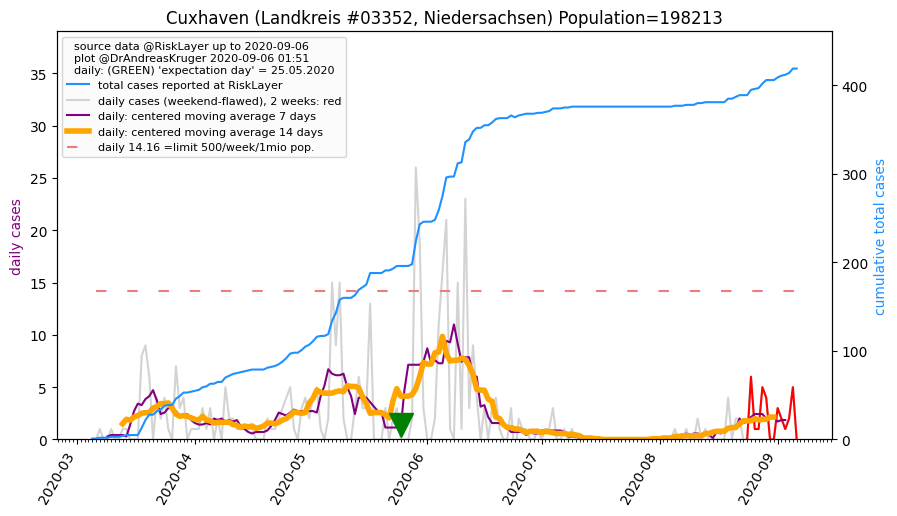 Cuxhaven (Landkreis #03352, Niedersachsen) Population=198213
source data @RiskLayer up to 2020-09-06
plot @DrAndreasKruger 2020-09-06 01:51
daily: (GREEN) 'expectation day' = 25.05.2020
total cases reported at RiskLayer
daily cases (weekend-flawed), 2 weeks: red
daily: centered moving average 7 days
daily: centered moving average 14 days
daily 14.16 =limit 500/week/1mio pop.
daily cases
35
30
25
20
15
10
5
0
cumulative total cases
400
300
200
100
0
2020-03
2020-04
2020-05
2020-06
2020-07
2020-08
2020-09